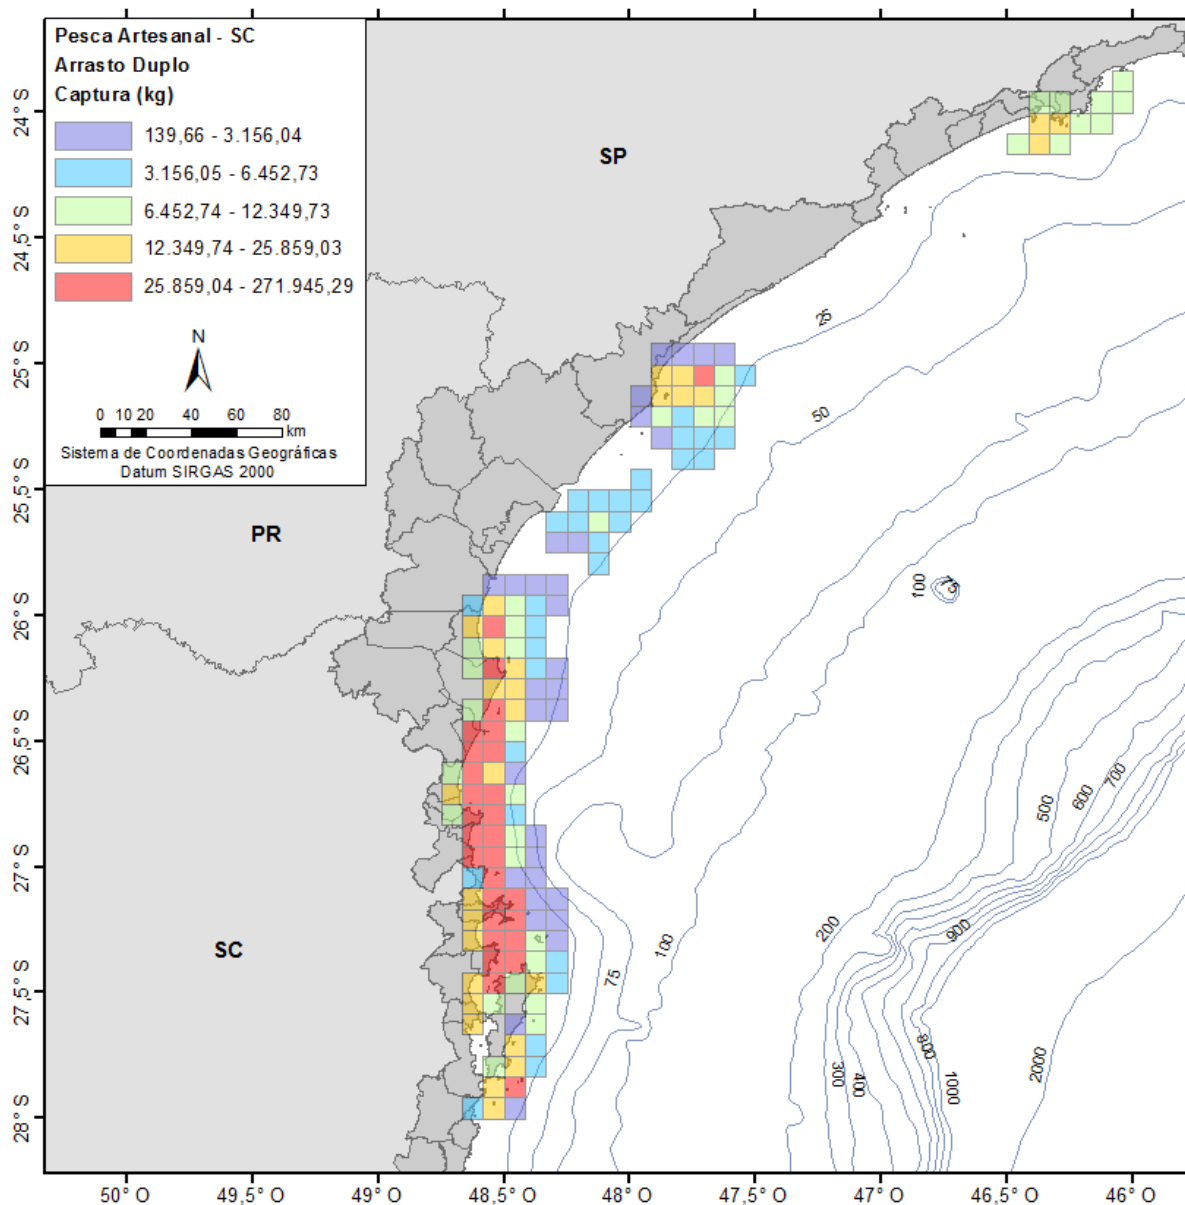 Pesca Artesanal - SC
Arrasto Duplo
Captura (kg)
139,66 - 3.156,04
3.156,05 - 6.452,73
6.452,74 - 12.349,73
12.349,74 - 25.859,03
25.859,04 - 271.945,29
N
0 10 20 40 60 80
km
Sistema de Coordenadas Geográficas
Datum SIRGAS 2000
SP
PR
SC
24° S
24,5° S
25° S
25,5° S
26° S
26,5° S
27° S
27,5° S
28° S
25
50
100
75
500
600
700
200
900
100
75
300
400
800
1000
2000
50° O
49,5° O
49° O
48,5° O
48° O
47,5° O
47° O
46,5° O
46° O